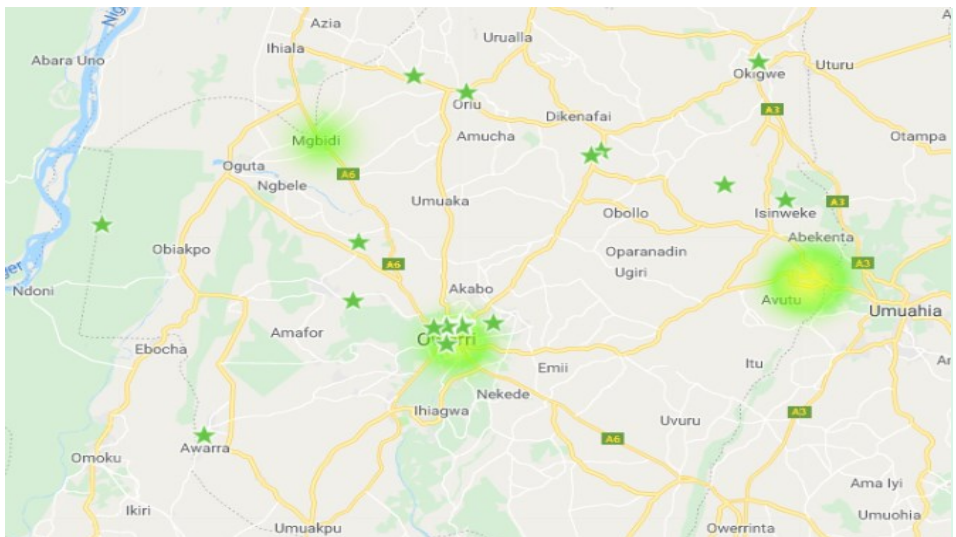 Azia
Urualla
Ihiala
Abara Uno
Uturu
Okigwe
Oriu
A3
Dikenafai
Amucha
Otampa
Mgbidi
Oguta
A6
Ngbele
Umuaka
A3
Obollo
Isinweke
Abekenta
Obiakpo
Oparanadin
A6
A3
Ugiri
Ndoni
Akabo
Avutu
Umuahia
Amafor
Ebocha
Emii
Itu
Nekede
Ihiagwa
A3
Uvuru
A6
Awarra
Omoku
Ama Iyi
Ikiri
Umuohia
Umuakpu
Owerrinta